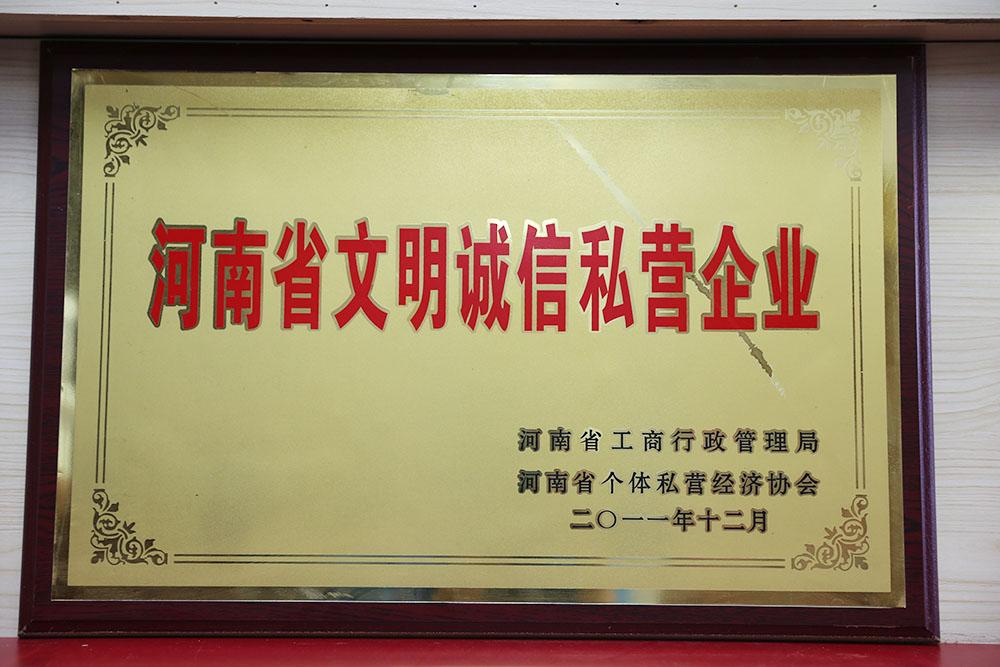 河南省文明诚信私营企业
河南省工商行政管理局
河南省个体私营经济协会
二〇一一年十二月